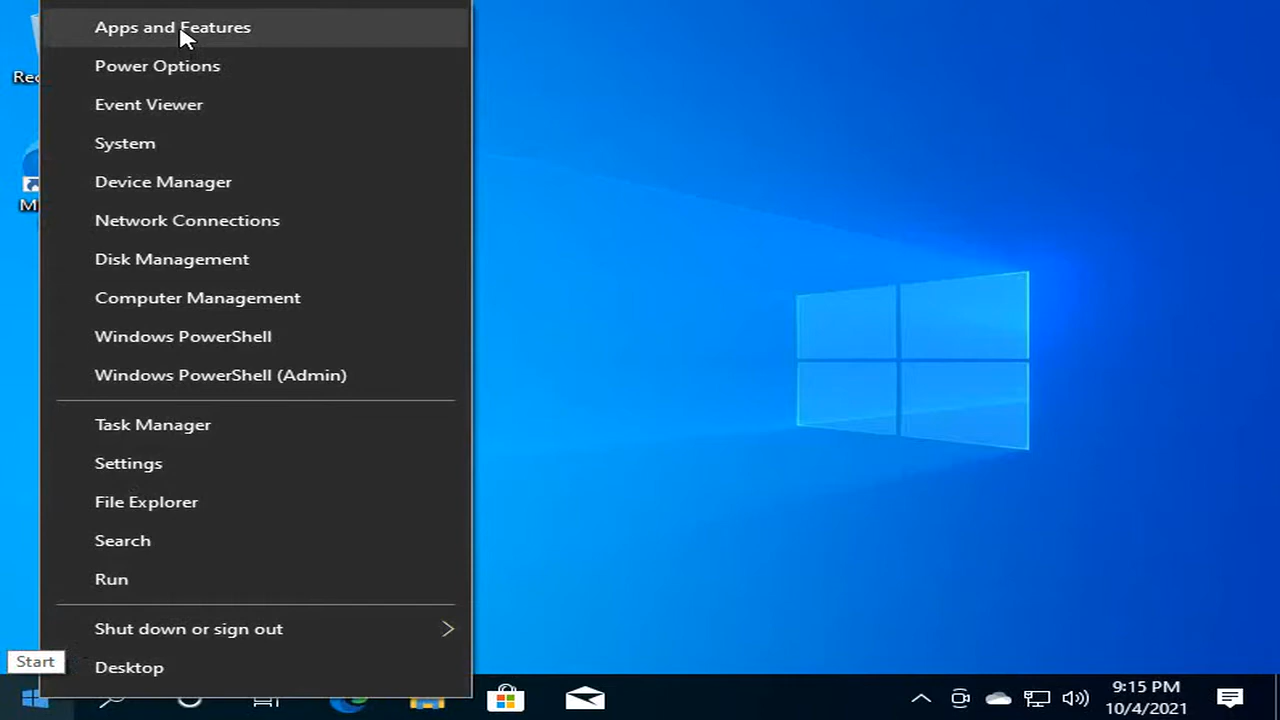 Apps and Features
Power Options
Event Viewer
System
Device Manager
Network Connections
Disk Management
Computer Management
Windows PowerShell
Windows PowerShell (Admin)
Task Manager
Settings
File Explorer
Search
Run
Shut down or sign out
Desktop
Start
Rec
9:15 PM
10/4/2021